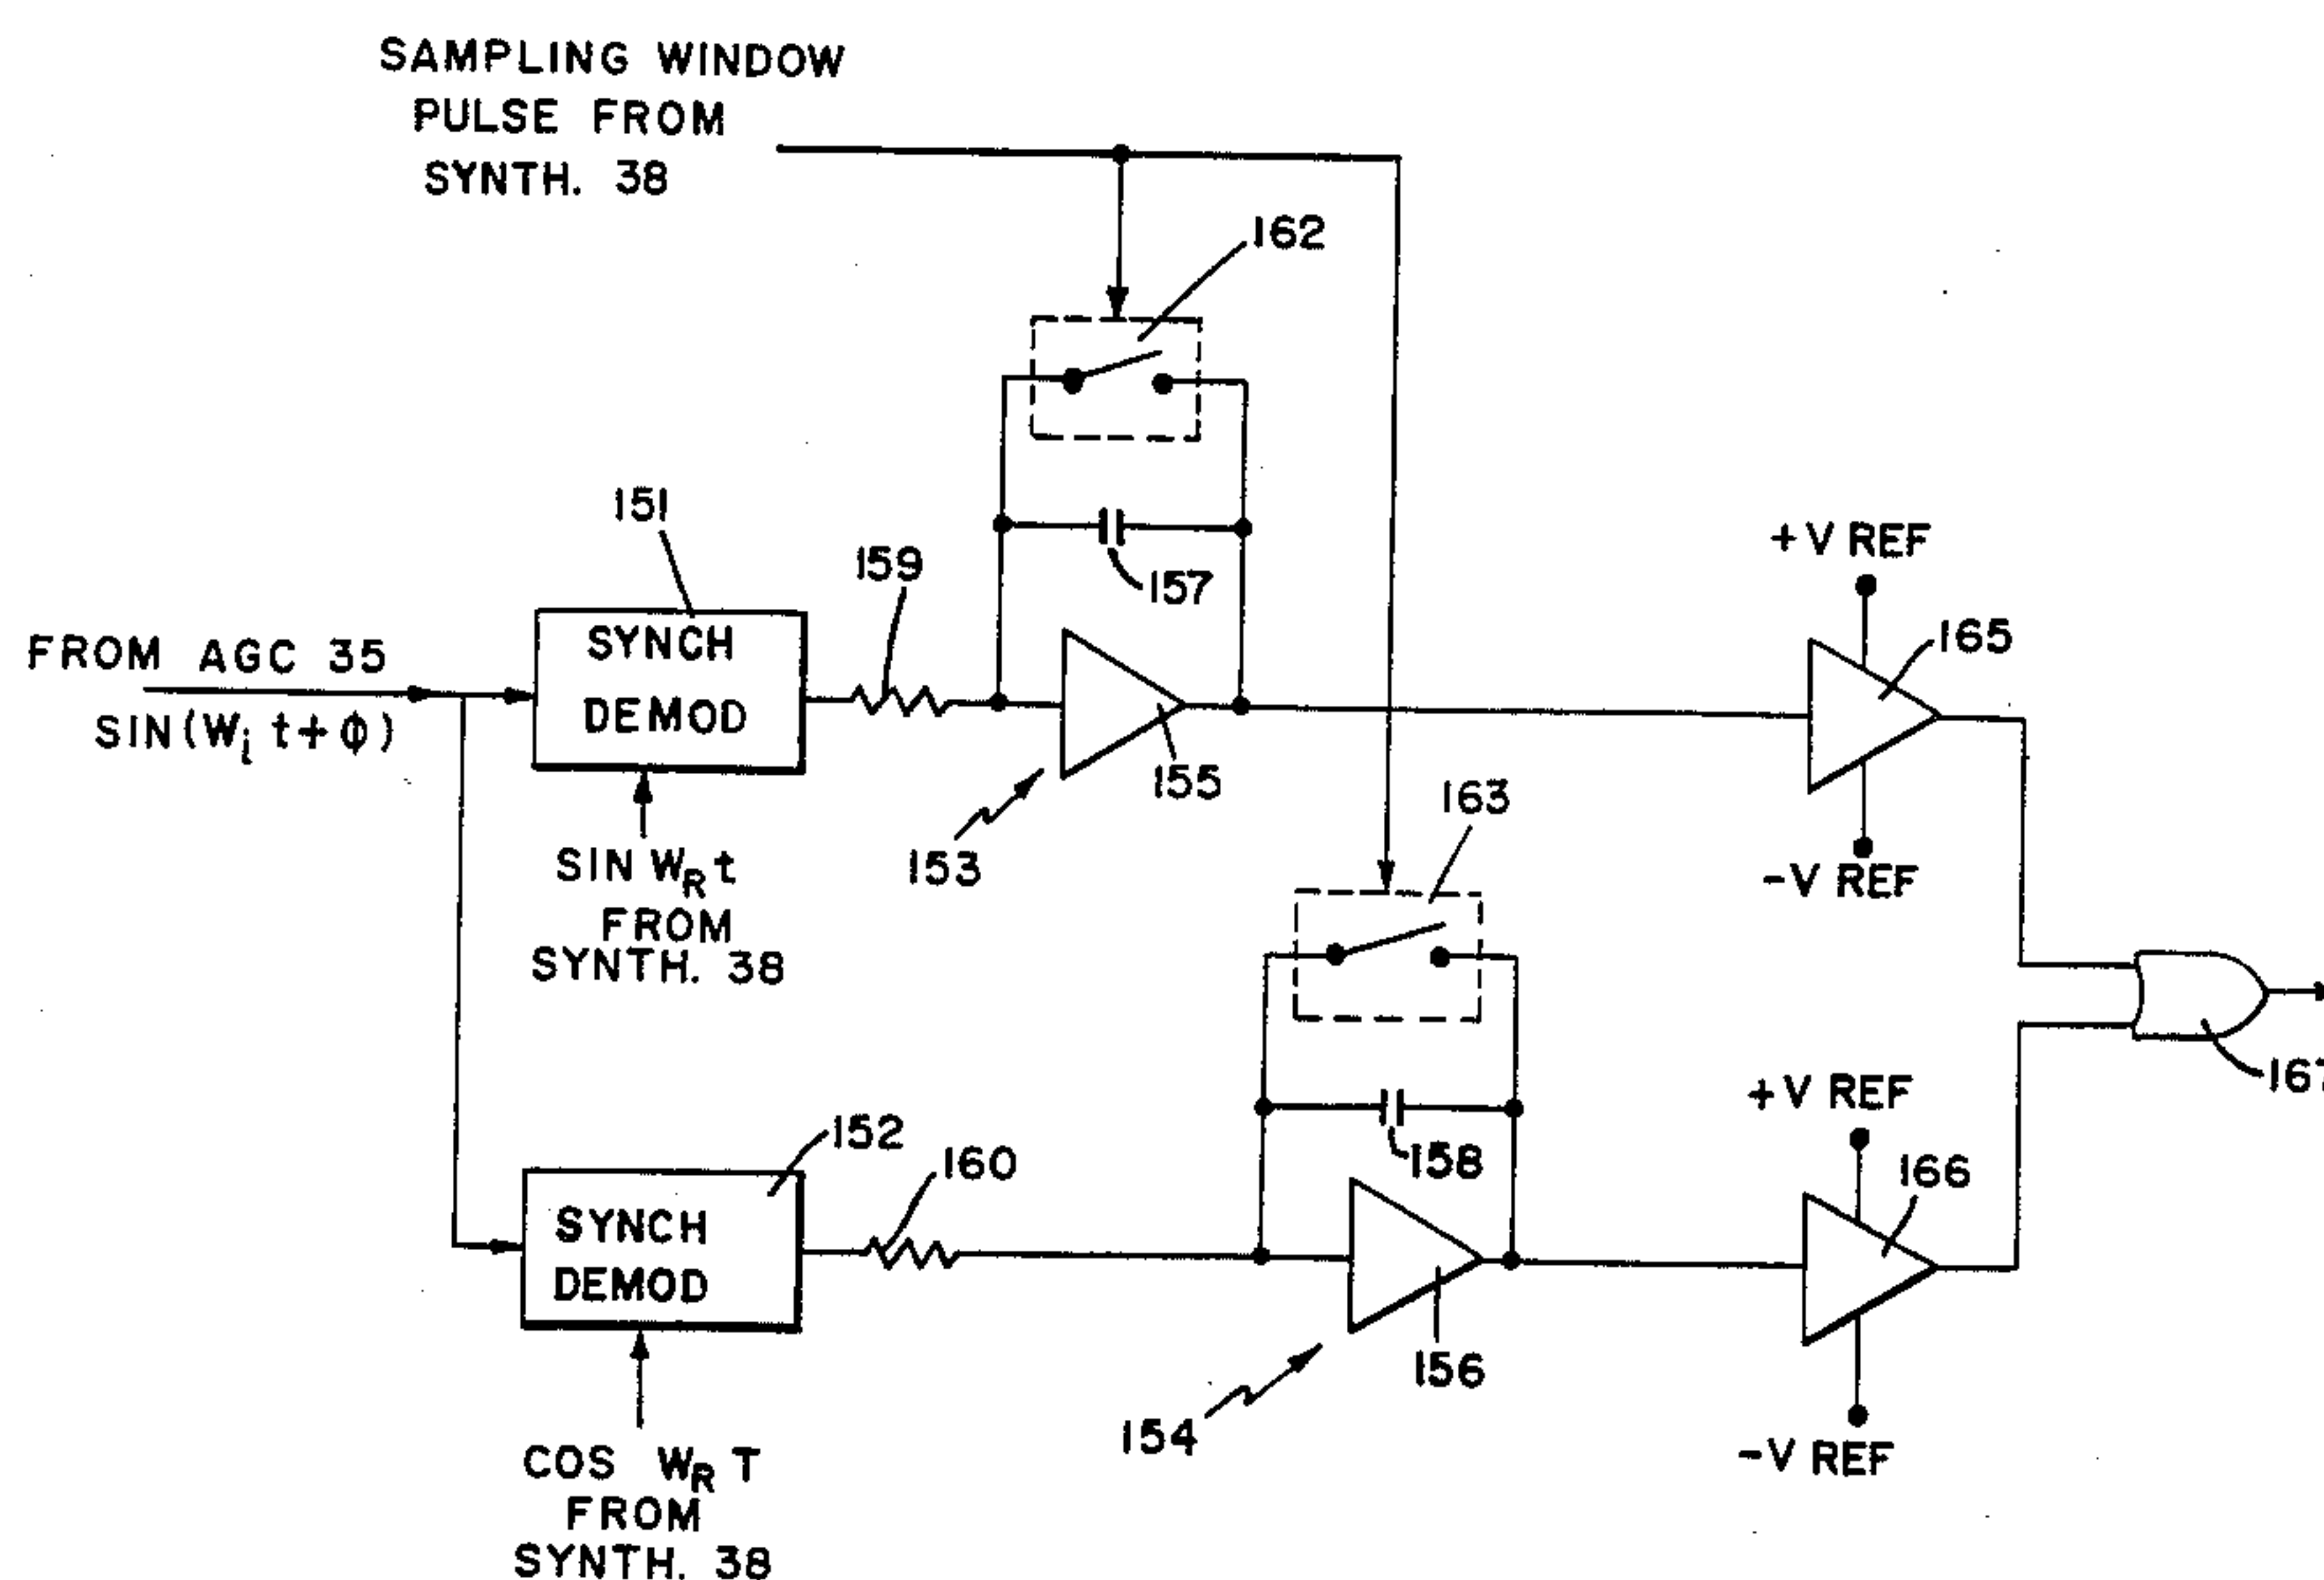 SAMPLING WINDOW
PULSE FROM
SYNTH. 38
162
151
159
157
+V REF
165
FROM AGC 35
SIN(Wi t+ϕ)
SYNCH
DEMOD
155
153
163
-V REF
SIN WR t
FROM
SYNTH. 38
167
+V REF
152
160
158
166
SYNCH
DEMOD
156
154
-V REF
COS WR T
FROM
SYNTH. 38